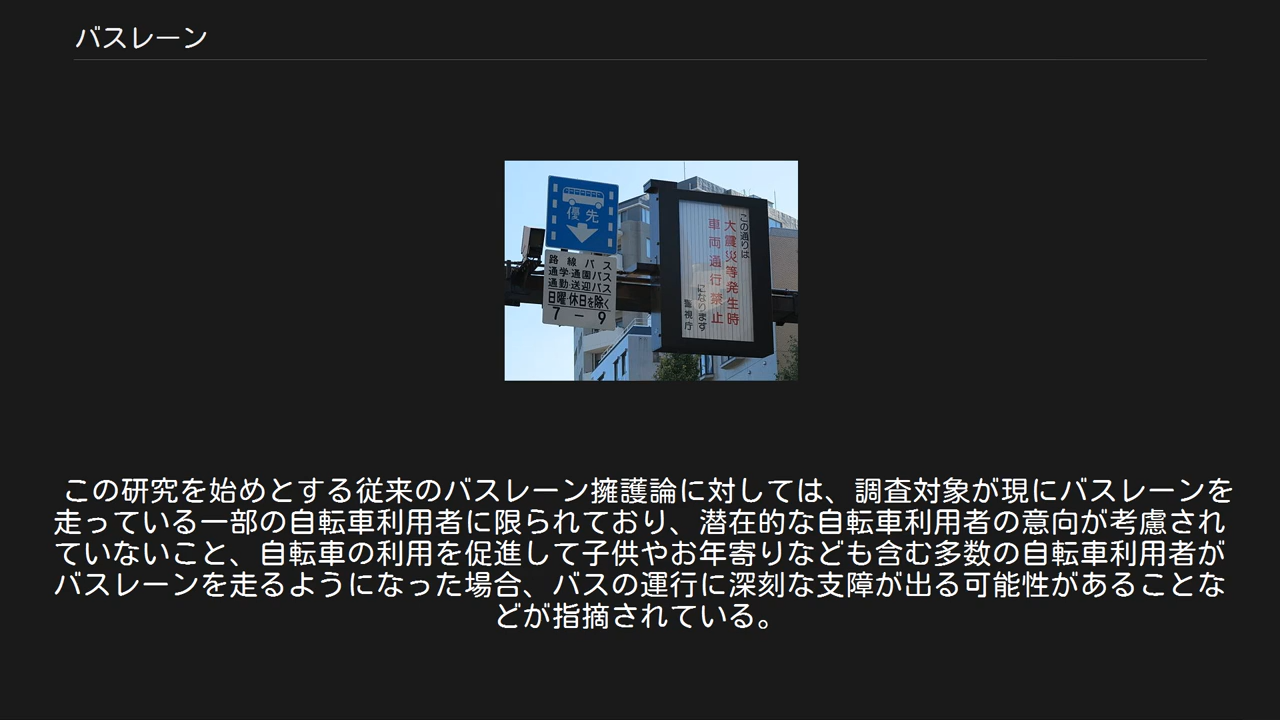 バスレーン
優先
路線バス
通学・通園バス
通勤・送迎バス
日曜・休日を除く
7-9
この通りは
大震災等発生時
車両通行禁止
になります
警視庁
この研究を始めとする従来のバスレーン擁護論に対しては、調査対象が現にバスレーンを
走っている一部の自転車利用者に限られており、潜在的な自転車利用者の意向が考慮され
ていないこと、自転車の利用を促進して子供やお年寄りなども含む多数の自転車利用者が
バスレーンを走るようになった場合、バスの運行に深刻な支障が出る可能性があることな
どが指摘されている。